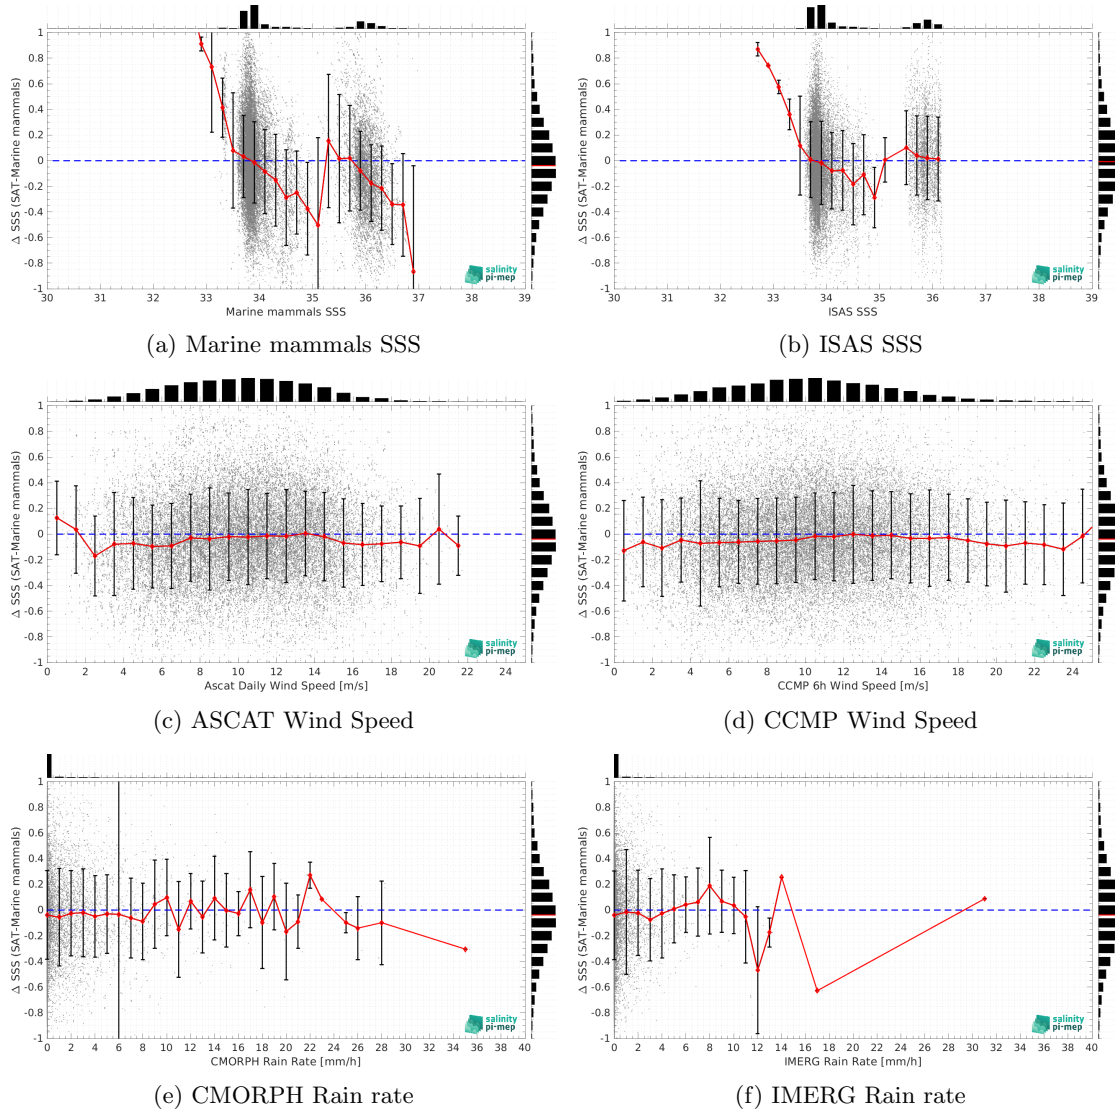 1
0.8
0.6
0.4
0.2
0
-0.2
-0.4
-0.6
-0.8
-1
Δ SSS (SAT-Marine mammals)
salinity
pi-mep
30 31 32 33 34 35 36 37 38 39
Marine mammals SSS
(a) Marine mammals SSS
1
0.8
0.6
0.4
0.2
0
-0.2
-0.4
-0.6
-0.8
-1
Δ SSS (SAT-Marine mammals)
salinity
pi-mep
30 31 32 33 34 35 36 37 38 39
ISAS SSS
(b) ISAS SSS
1
0.8
0.6
0.4
0.2
0
-0.2
-0.4
-0.6
-0.8
-1
Δ SSS (SAT-Marine mammals)
salinity
pi-mep
0 2 4 6 8 10 12 14 16 18 20 22 24
Ascat Daily Wind Speed [m/s]
(c) ASCAT Wind Speed
1
0.8
0.6
0.4
0.2
0
-0.2
-0.4
-0.6
-0.8
-1
Δ SSS (SAT-Marine mammals)
salinity
pi-mep
0 2 4 6 8 10 12 14 16 18 20 22 24
CCMP 6h Wind Speed [m/s]
(d) CCMP Wind Speed
1
0.8
0.6
0.4
0.2
0
-0.2
-0.4
-0.6
-0.8
-1
Δ SSS (SAT-Marine mammals)
salinity
pi-mep
0 2 4 6 8 10 12 14 16 18 20 22 24 26 28 30 32 34 36 38 40
CMORPH Rain Rate [mm/h]
(e) CMORPH Rain rate
1
0.8
0.6
0.4
0.2
0
-0.2
-0.4
-0.6
-0.8
-1
Δ SSS (SAT-Marine mammals)
salinity
pi-mep
0 2 4 6 8 10 12 14 16 18 20 22 24 26 28 30 32 34 36 38 40
IMERG Rain Rate [mm/h]
(f) IMERG Rain rate